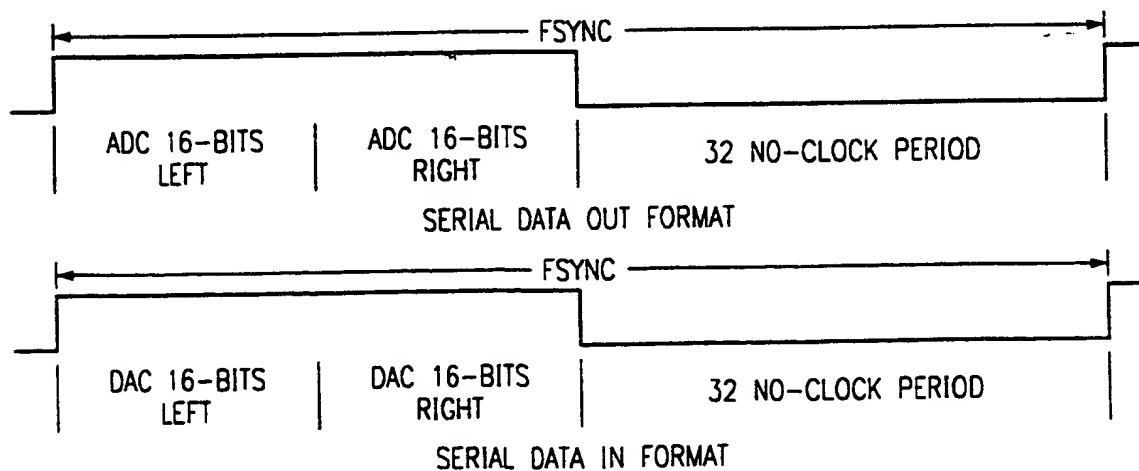 FSYNC
ADC 16-BITS
LEFT
ADC 16-BITS
RIGHT
32 NO-CLOCK PERIOD
SERIAL DATA OUT FORMAT
FSYNC
DAC 16-BITS
LEFT
DAC 16-BITS
RIGHT
32 NO-CLOCK PERIOD
SERIAL DATA IN FORMAT